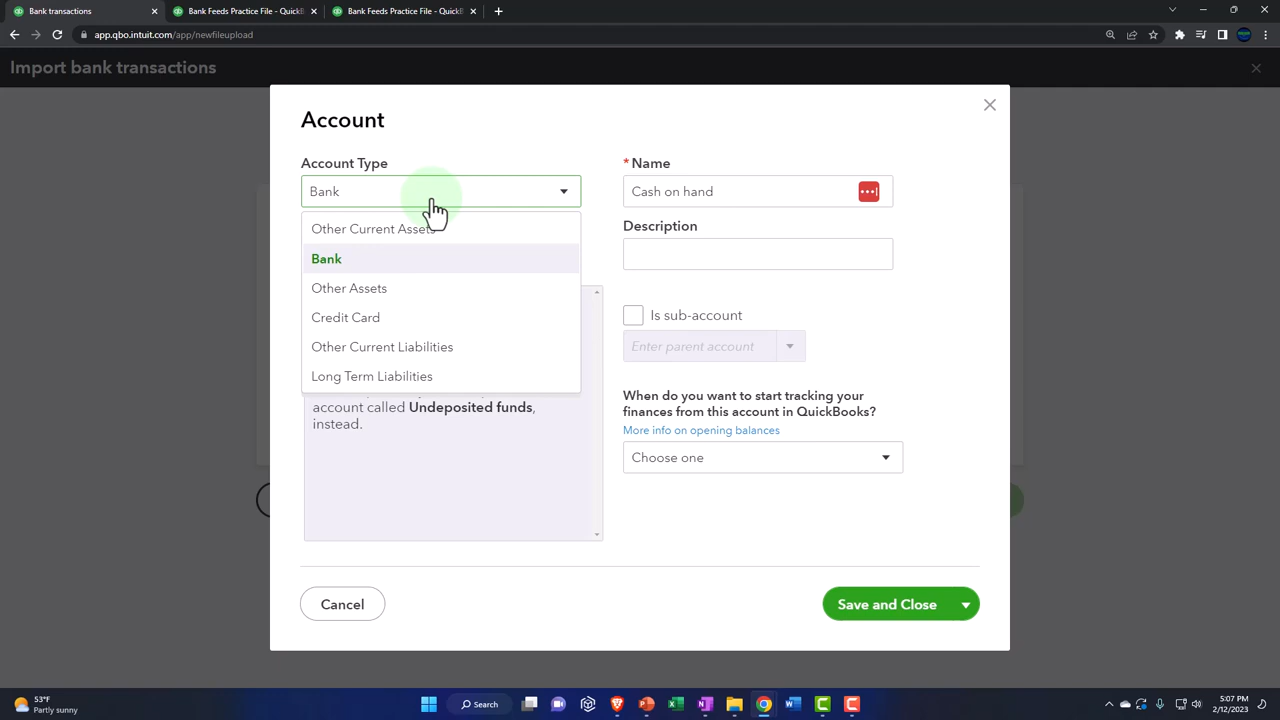 Bank transactions
Bank Feeds Practice File - QuickB
Bank Feeds Practice File - QuickB
app.qbo.intuit.com/app/newfileupload
Import bank transactions
Account
Account Type
Bank
Other Current Assets
Bank
Other Assets
Credit Card
Other Current Liabilities
Long Term Liabilities
account called Undeposited funds,
instead.
* Name
Cash on hand
Description
Is sub-account
Enter parent account
When do you want to start tracking your
finances from this account in QuickBooks?
More info on opening balances
Choose one
Cancel
Save and Close
53°F
Partly sunny
Search
5:07 PM
2/12/2023